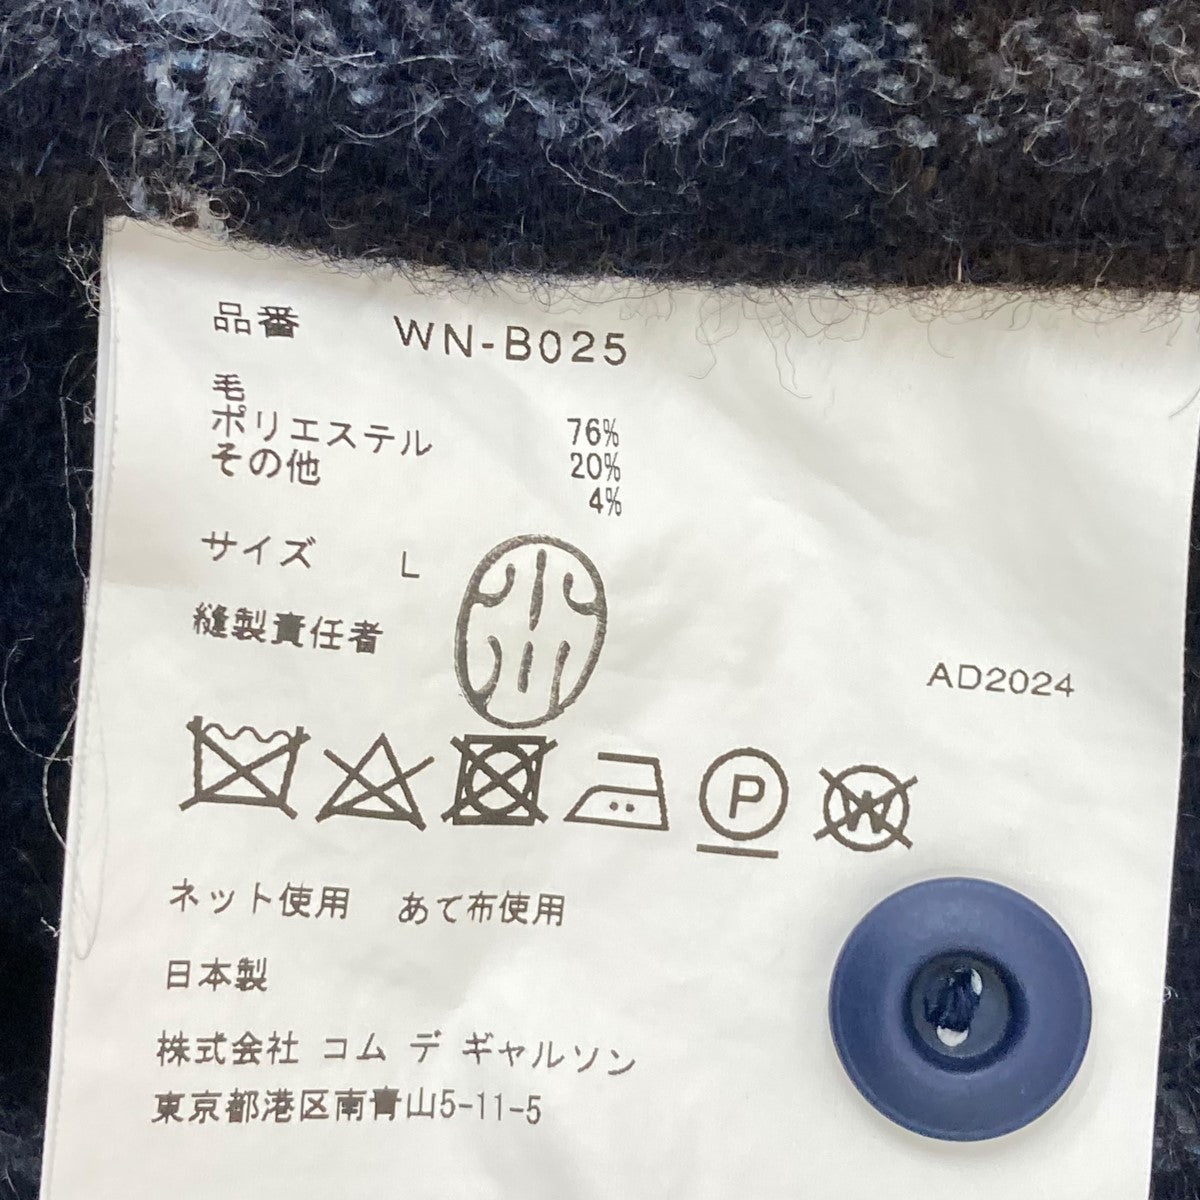 品番 WN-B025
毛 76%
ポリエステル 20%
その他 4%
サイズ L
縫製責任者
AD2024
P W
ネット使用 あて布使用
日本製
株式会社 コム デ ギャルソン
東京都港区南青山5-11-5